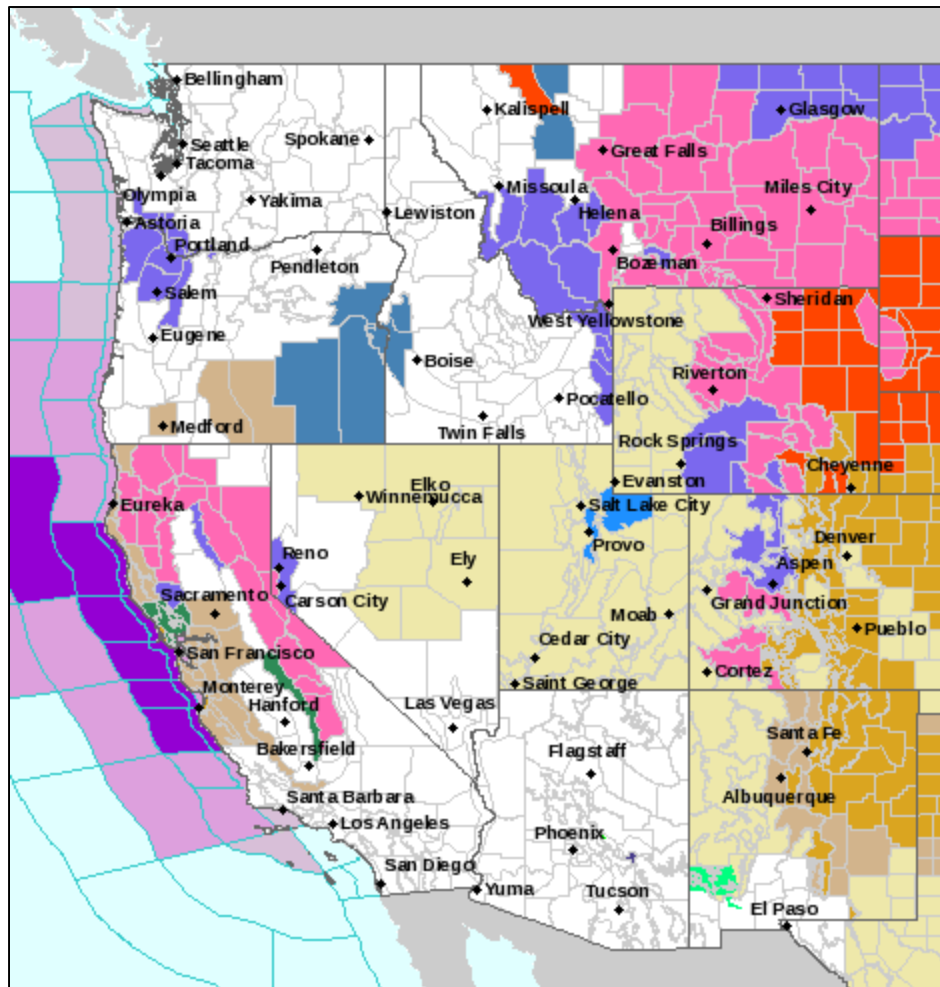 Bellingham
Kalispell
Glasgow
Seattle
Spokane
Great Falls
Tacoma
Olympia
Missoula
Miles City
Yakima
Lewiston
Helena
Astoria
Billings
Portland
Pendleton
Bozeman
Salem
Sheridan
West Yellowstone
Eugene
Boise
Riverton
Pocatello
Medford
Twin Falls
Rock Springs
Cheyenne
Elko
Evanston
Winnemucca
Eureka
Salt Lake City
Denver
Reno
Provo
Ely
Aspen
Sacramento
Carson City
Grand Junction
Moab
Pueblo
Cedar City
San Francisco
Cortez
Saint George
Monterey
Las Vegas
Hanford
Santa Fe
Bakersfield
Flagstaff
Santa Barbara
Albuquerque
Los Angeles
Phoenix
San Diego
Yuma
Tucson
El Paso